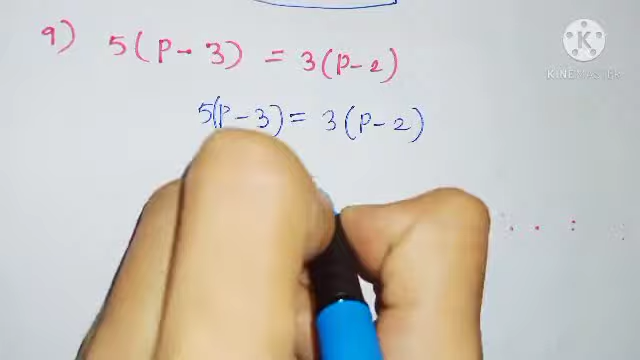 9) 5(P-3) = 3(P-2)
5(P-3) = 3(P-2)
KINEMASTER